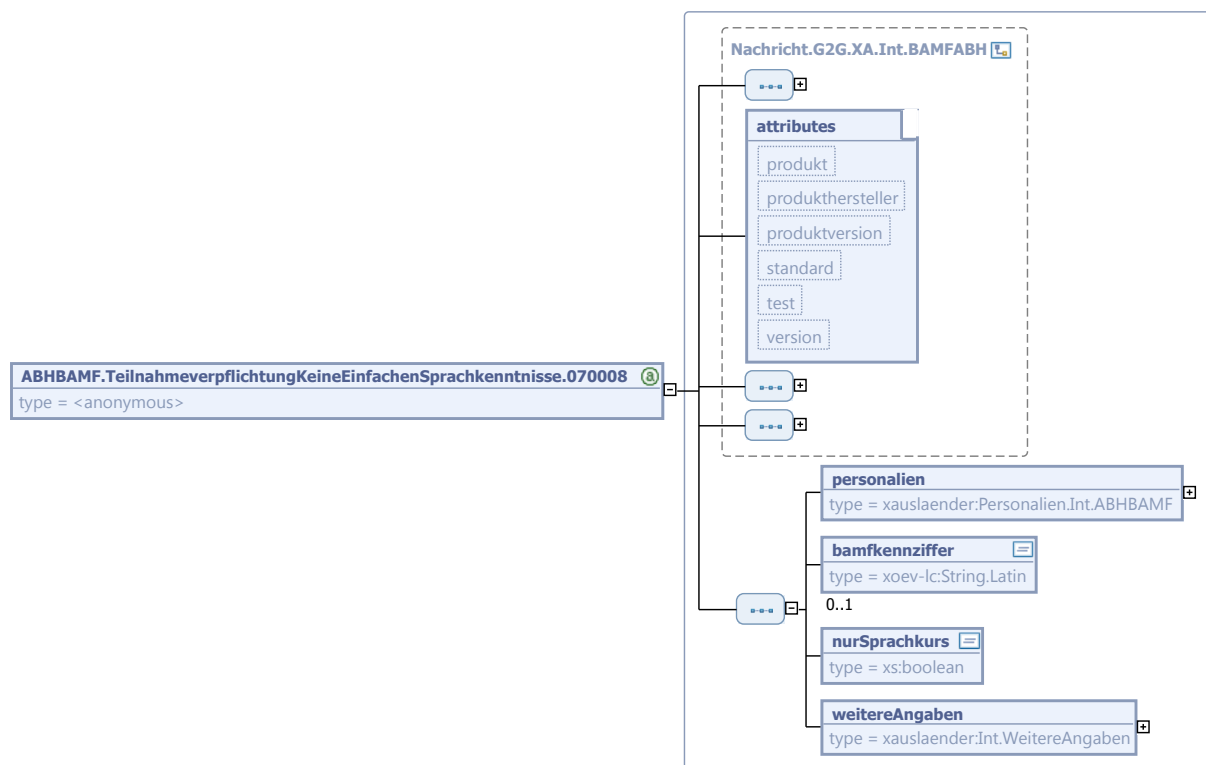 Nachricht.G2G.XA.Int.BAMFABH
attributes
produkt
produkthersteller
produktversion
standard
test
version
ABHBAMF.TeilnahmeverpflichtungKeineEinfachenSprachkenntnisse.070008
type = <anonymous>
personalien
type = xauslaender:Personalien.Int.ABHBAMF
bamfkennziffer
type = xoev-lc:String.Latin
0..1
nurSprachkurs
type = xs:boolean
weitereAngaben
type = xauslaender:Int.WeitereAngaben